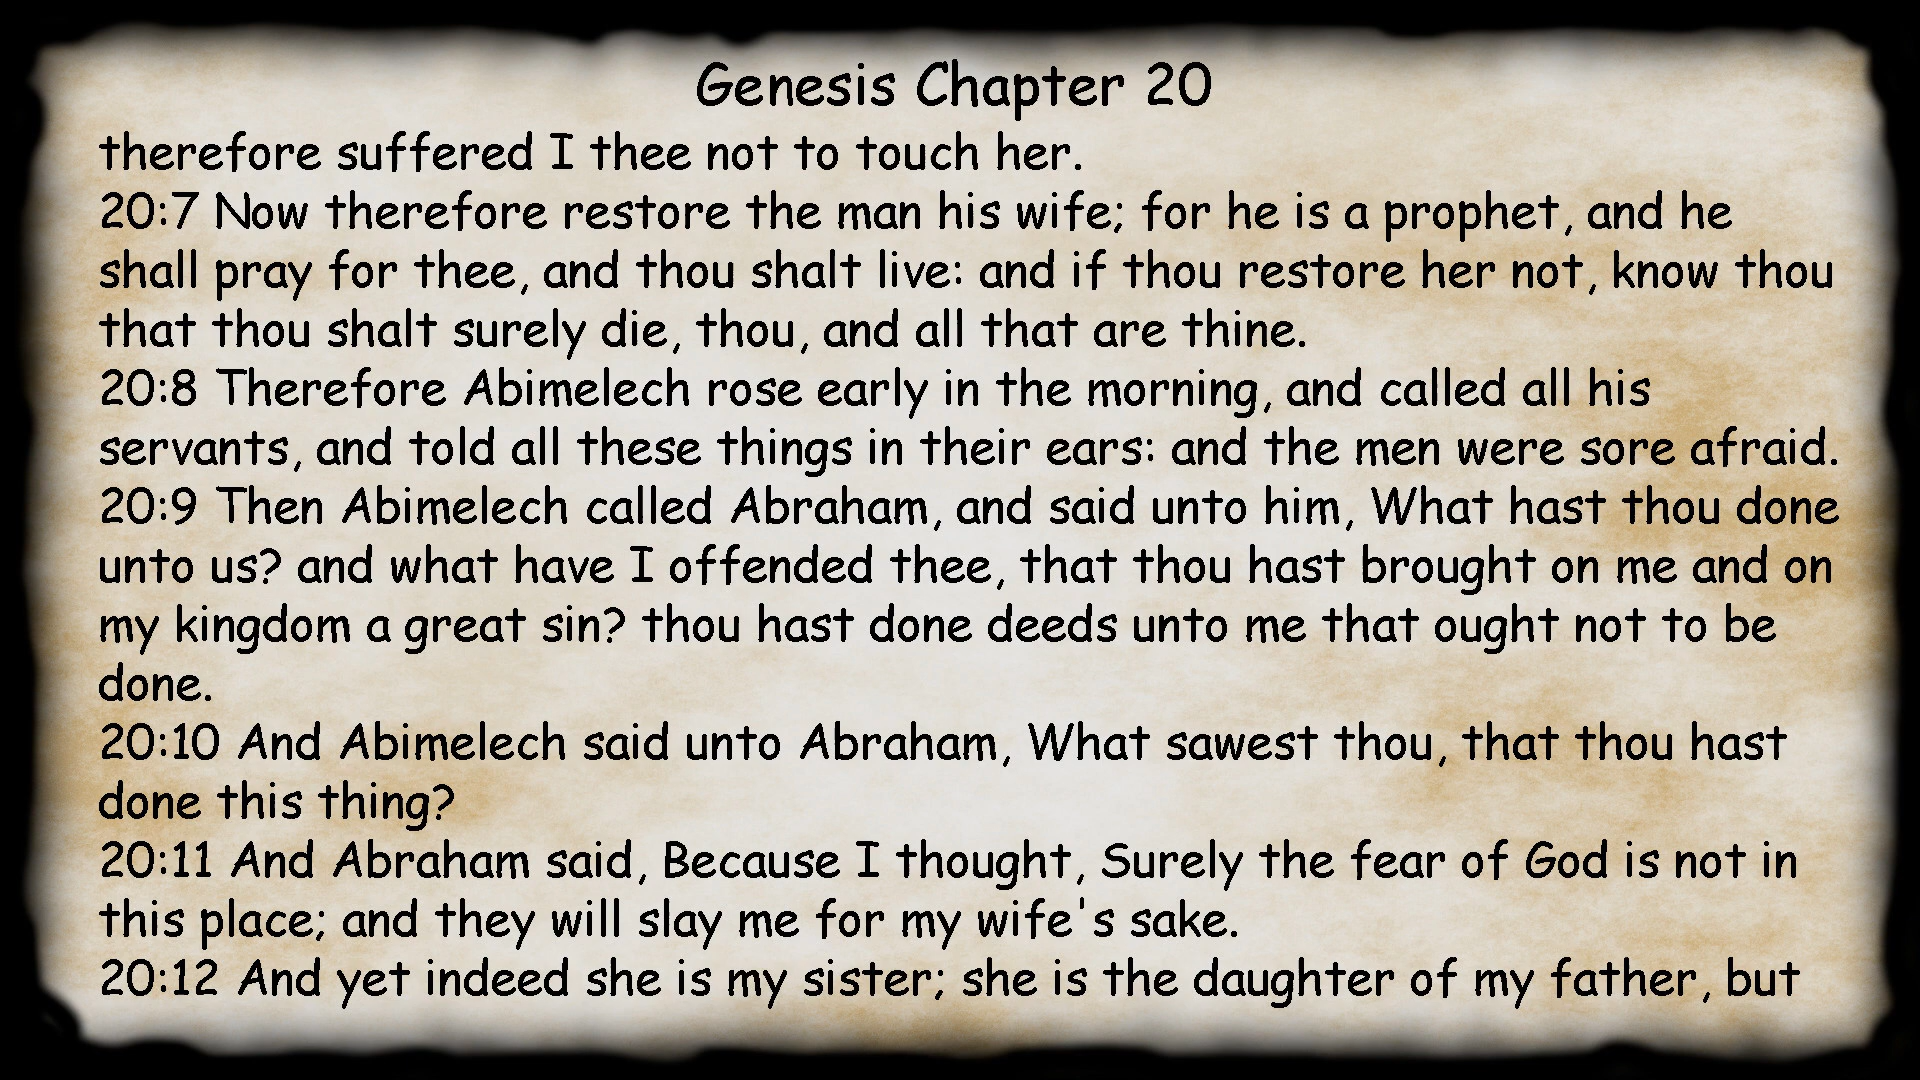 Genesis Chapter 20
therefore suffered I thee not to touch her.
20:7 Now therefore restore the man his wife; for he is a prophet, and he
shall pray for thee, and thou shalt live: and if thou restore her not, know thou
that thou shalt surely die, thou, and all that are thine.
20:8 Therefore Abimelech rose early in the morning, and called all his
servants, and told all these things in their ears: and the men were sore afraid.
20:9 Then Abimelech called Abraham, and said unto him, What hast thou done
unto us? and what have I offended thee, that thou hast brought on me and on
my kingdom a great sin? thou hast done deeds unto me that ought not to be
done.
20:10 And Abimelech said unto Abraham, What sawest thou, that thou hast
done this thing?
20:11 And Abraham said, Because I thought, Surely the fear of God is not in
this place; and they will slay me for my wife's sake.
20:12 And yet indeed she is my sister; she is the daughter of my father, but